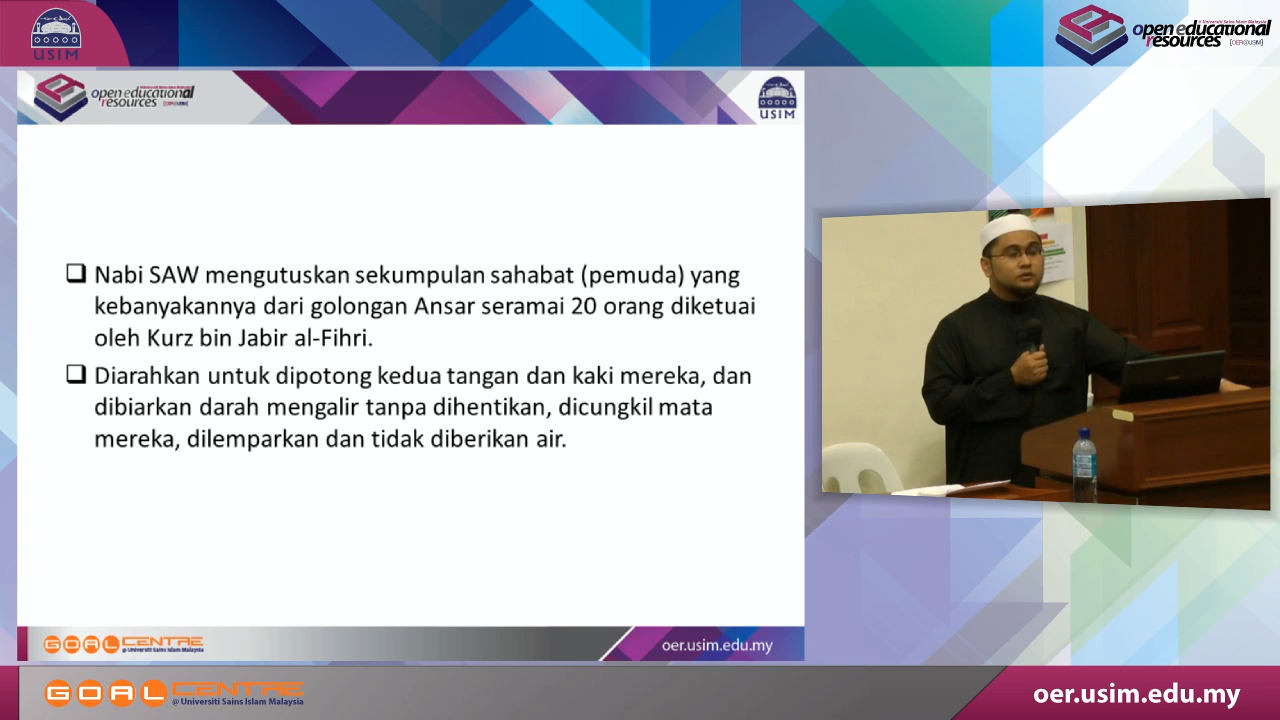 USIM
open educational
resources
open educational
resources
USIM
Nabi SAW mengutuskan sekumpulan sahabat (pemuda) yang
kebanyakannya dari golongan Ansar seramai 20 orang diketuai
oleh Kurz bin Jabir al-Fihri.
Diarahkan untuk dipotong kedua tangan dan kaki mereka, dan
dibiarkan darah mengalir tanpa dihentikan, dicungkil mata
mereka, dilemparkan dan tidak diberikan air.
GOAL CENTRE
@ Universiti Sains Islam Malaysia
oer.usim.edu.my
GOAL CENTRE
@ Universiti Sains Islam Malaysia
oer.usim.edu.my